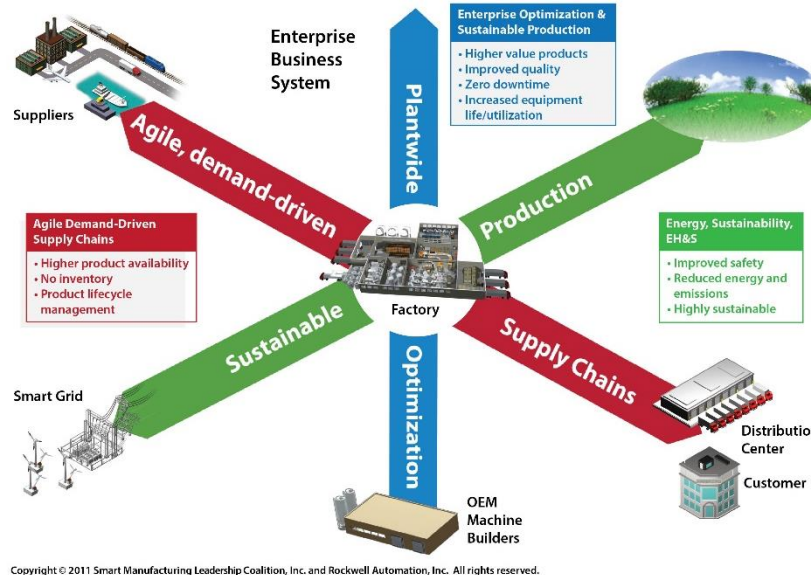 Enterprise
Business
System
Enterprise Optimization &
Sustainable Production
• Higher value products
• Improved quality
• Zero downtime
• Increased equipment
life/utilization
Suppliers
Plantwide
Agile, demand-driven
Production
Agile Demand-Driven
Supply Chains
• Higher product availability
• No inventory
• Product lifecycle
management
Energy, Sustainability,
EH&S
• Improved safety
• Reduced energy and
emissions
• Highly sustainable
Factory
Sustainable
Supply Chains
Optimization
Smart Grid
Distributio
Center
Customer
OEM
Machine
Builders
Copyright © 2011 Smart Manufacturing Leadership Coalition, Inc. and Rockwell Automation, Inc. All rights reserved.